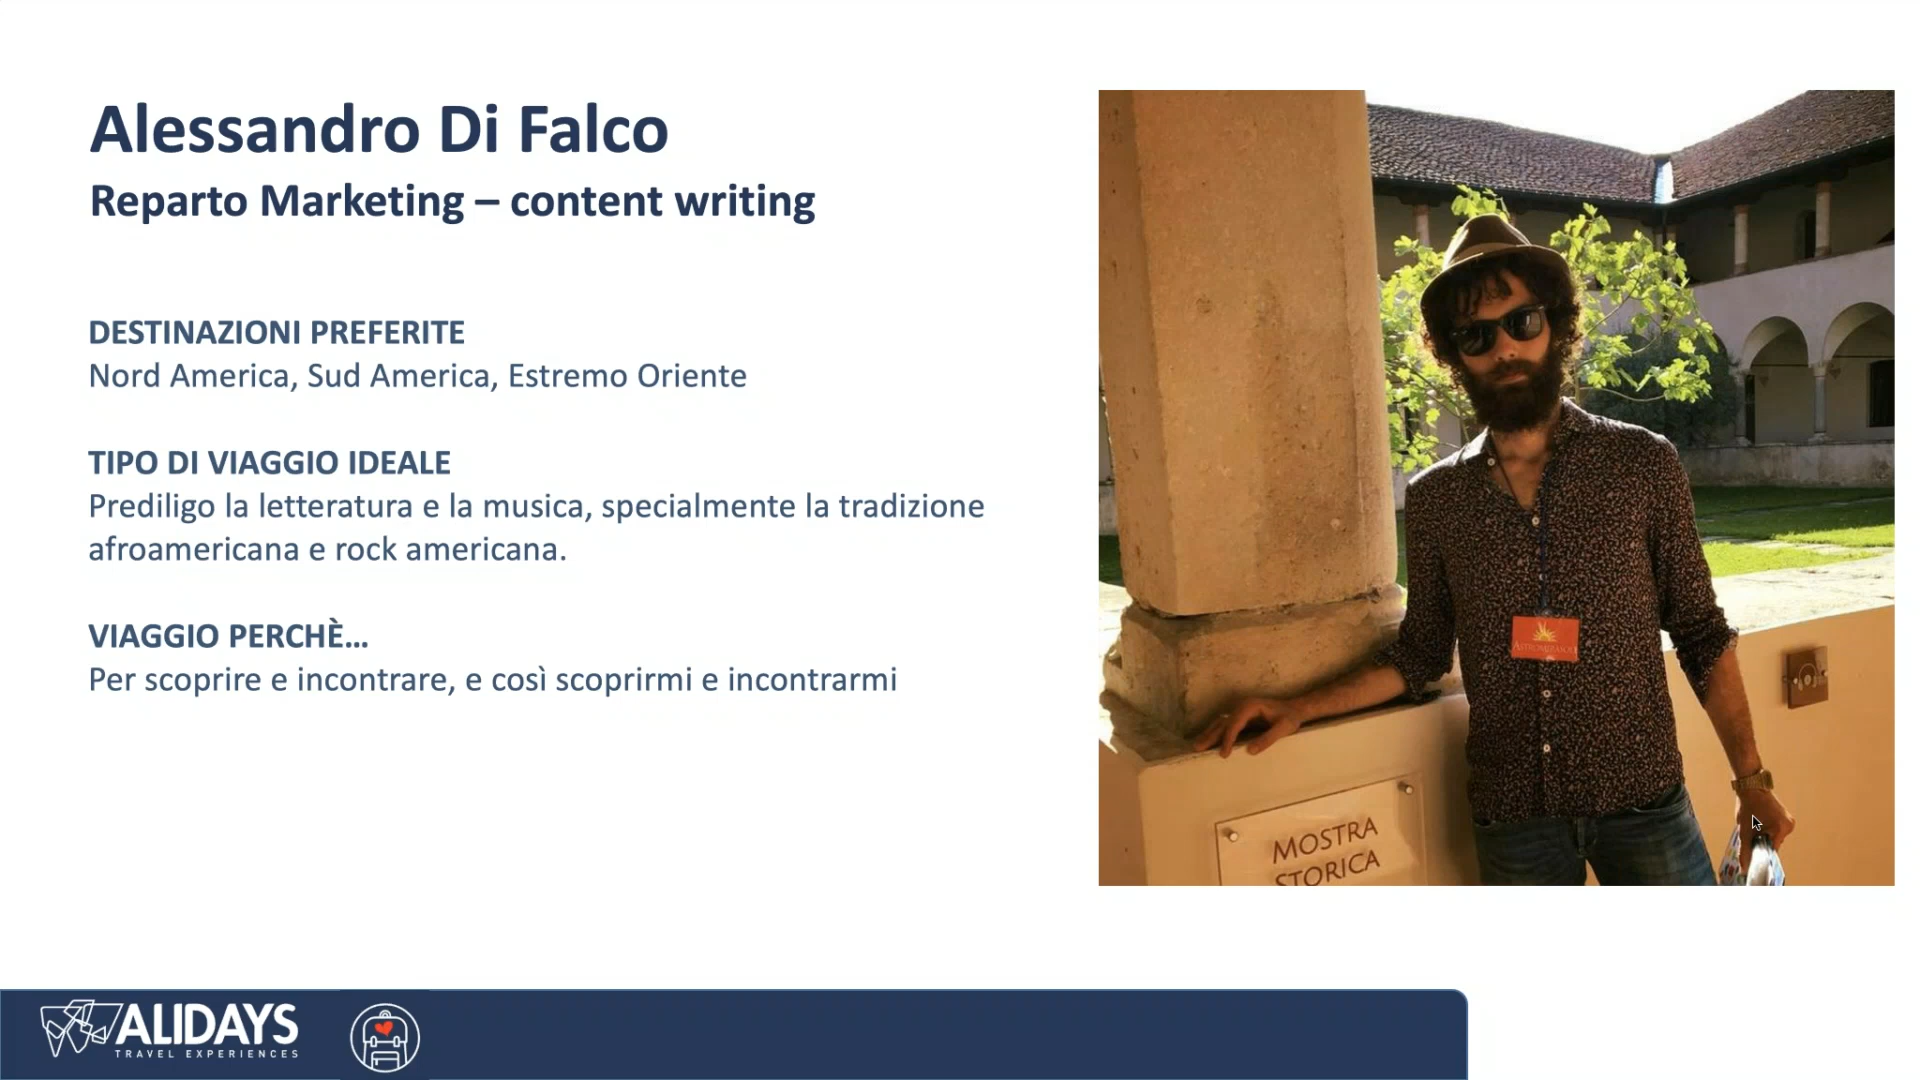 Alessandro Di Falco
Reparto Marketing – content writing
DESTINAZIONI PREFERITE
Nord America, Sud America, Estremo Oriente
TIPO DI VIAGGIO IDEALE
Prediligo la letteratura e la musica, specialmente la tradizione
afroamericana e rock americana.
VIAGGIO PERCHÈ...
Per scoprire e incontrare, e così scoprirmi e incontrarmi
MOSTRA
STORICA
ALIDAYS
TRAVEL EXPERIENCES